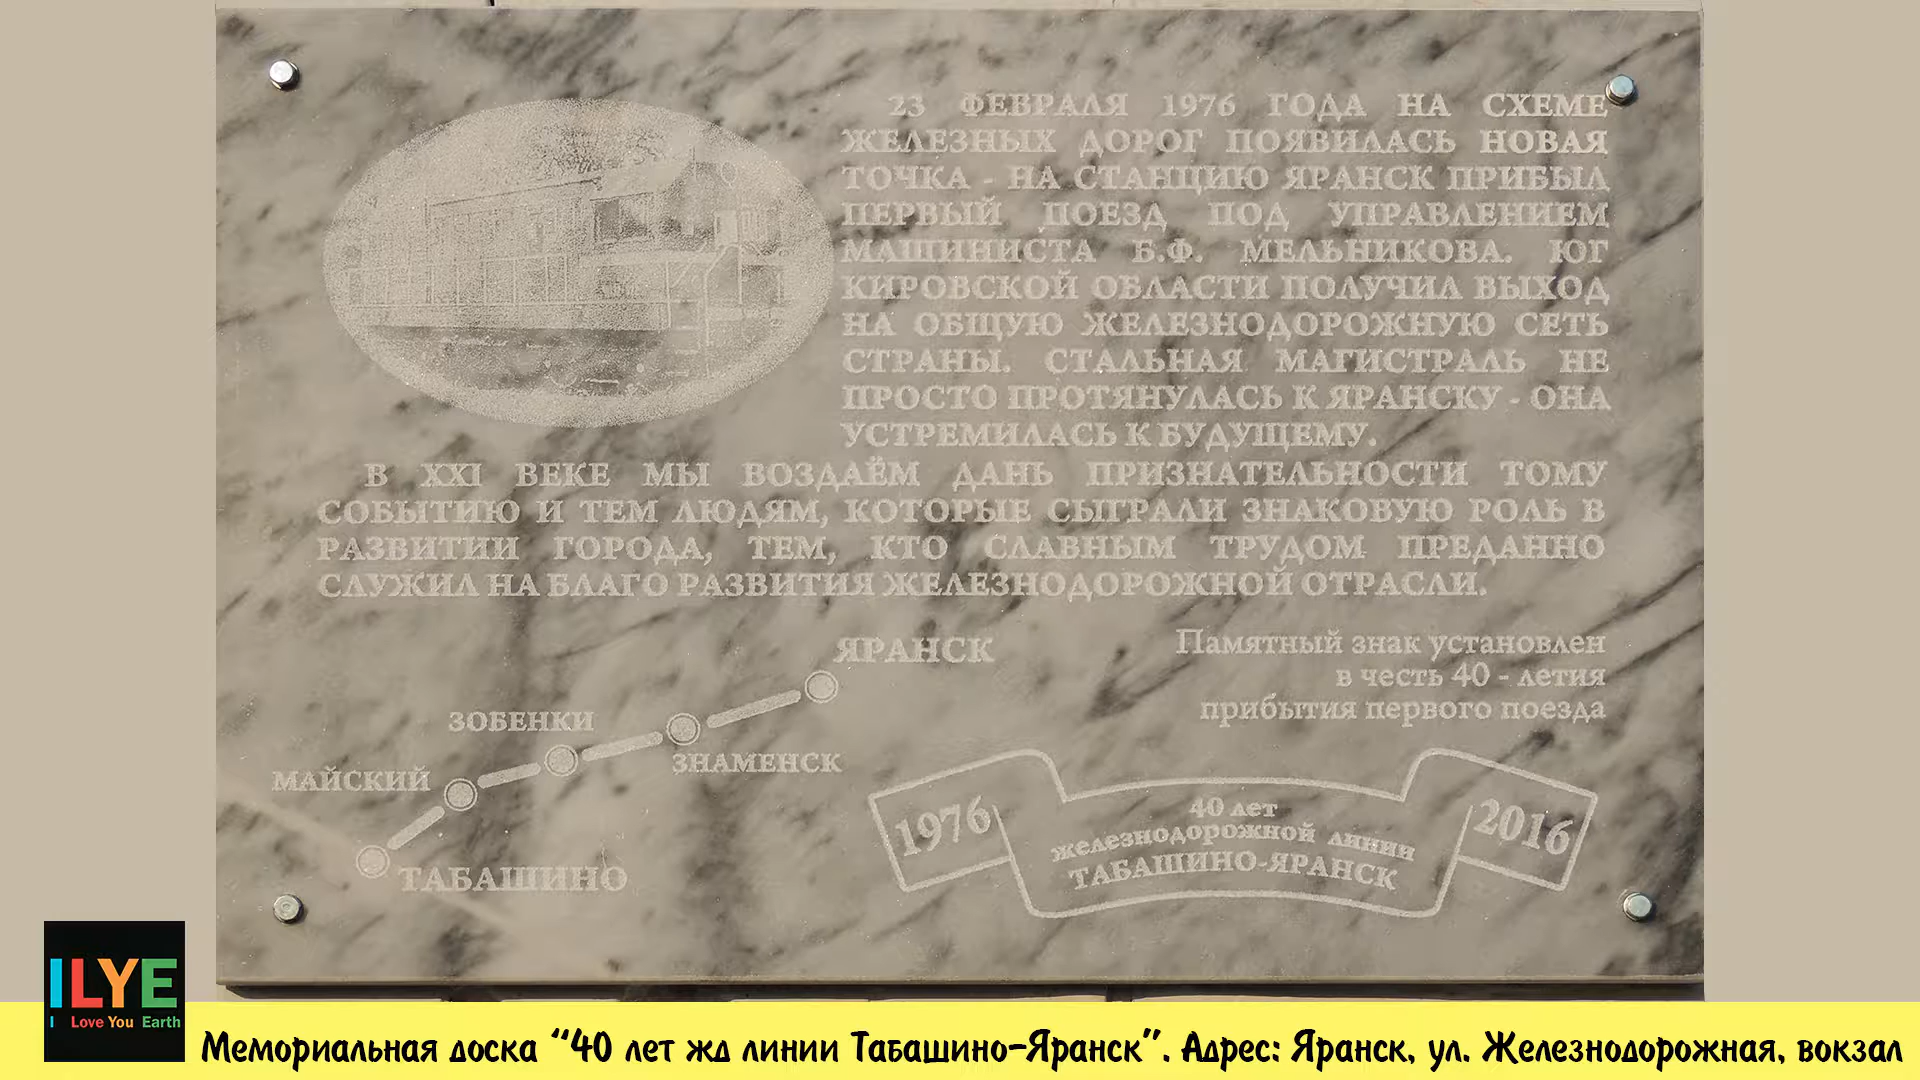 23 ФЕВРАЛЯ 1976 ГОДА НА СХЕМЕ
ЖЕЛЕЗНЫХ ДОРОГ ПОЯВИЛАСЬ НОВАЯ
ТОЧКА - НА СТАНЦИЮ ЯРАНСК ПРИБЫЛ
ПЕРВЫЙ ПОЕЗД ПОД УПРАВЛЕНИЕМ
МАШИНИСТА Б.Ф. МЕЛЬНИКОВА. ЮГ
КИРОВСКОЙ ОБЛАСТИ ПОЛУЧИЛ ВЫХОД
НА ОБЩУЮ ЖЕЛЕЗНОДОРОЖНУЮ СЕТЬ
СТРАНЫ. СТАЛЬНАЯ МАГИСТРАЛЬ НЕ
ПРОСТО ПРОТЯНУЛАСЬ К ЯРАНСКУ - ОНА
УСТРЕМИЛАСЬ К БУДУЩЕМУ.
В XXI ВЕКЕ МЫ ВОЗДАЁМ ДАНЬ ПРИЗНАТЕЛЬНОСТИ ТОМУ
СОБЫТИЮ И ТЕМ ЛЮДЯМ, КОТОРЫЕ СЫГРАЛИ ЗНАКОВУЮ РОЛЬ В
РАЗВИТИИ ГОРОДА, ТЕМ, КТО СЛАВНЫМ ТРУДОМ ПРЕДАННО
СЛУЖИЛ НА БЛАГО РАЗВИТИЯ ЖЕЛЕЗНОДОРОЖНОЙ ОТРАСЛИ.
ЯРАНСК
ЗОБЕНКИ
ЗНАМЕНСК
МАЙСКИЙ
ТАБАШИНО
Памятный знак установлен
в честь 40 - летия
прибытия первого поезда
1976
40 лет
железнодорожной линии
ТАБАШИНО-ЯРАНСК
2016
ILYE
I Love You Earth
Мемориальная доска “40 лет жд линии Табашино-Яранск”. Адрес: Яранск, ул. Железнодорожная, вокзал